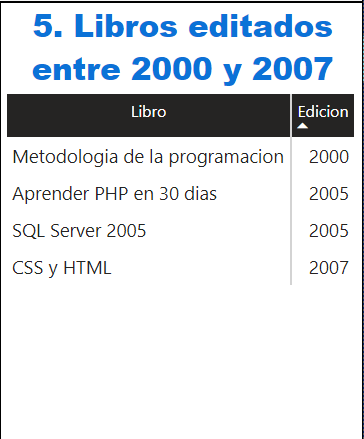 5. Libros editados
entre 2000 y 2007
Libro Edicion
Metodologia de la programacion 2000
Aprender PHP en 30 dias 2005
SQL Server 2005 2005
CSS y HTML 2007